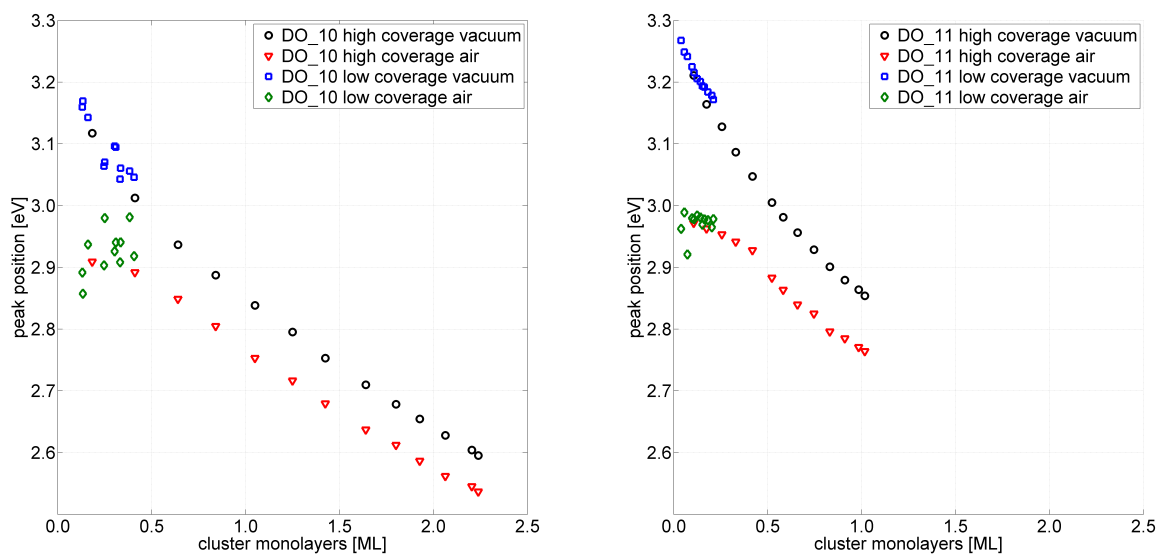 3.3
3.2
3.1
3.0
2.9
2.8
2.7
2.6
peak position [eV]
DO_10 high coverage vacuum
DO_10 high coverage air
DO_10 low coverage vacuum
DO_10 low coverage air
0.0 0.5 1.0 1.5 2.0 2.5
cluster monolayers [ML]
3.3
3.2
3.1
3.0
2.9
2.8
2.7
2.6
peak position [eV]
DO_11 high coverage vacuum
DO_11 high coverage air
DO_11 low coverage vacuum
DO_11 low coverage air
0.0 0.5 1.0 1.5 2.0 2.5
cluster monolayers [ML]